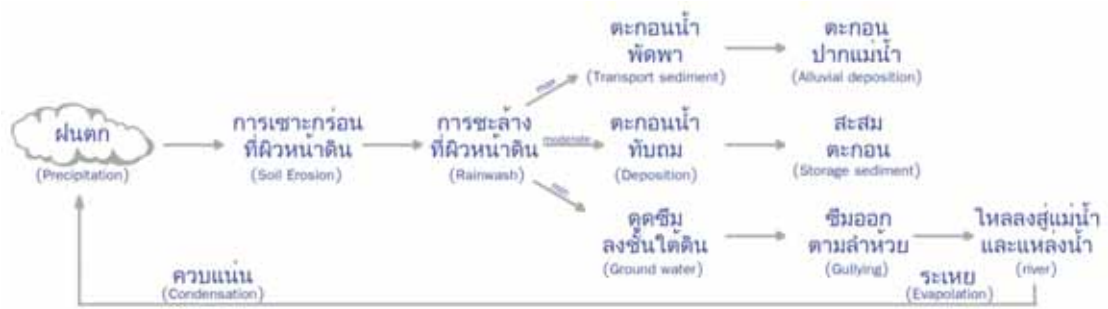 ตะกอนน้ำ
พัดพา
(Transport sediment)
ตะกอน
ปากแม่น้ำ
(Alluvial deposition)
max
ฝนตก
(Precipitation)
การเซาะกร่อน
ที่ผิวหน้าดิน
(Soil Erosion)
การชะล้าง
ที่ผิวหน้าดิน
(Rainwash)
moderate
ตะกอนน้ำ
ทับถม
(Deposition)
สะสม
ตะกอน
(Storage sediment)
ดูดซึม
ลงชั้นใต้ดิน
(Ground water)
ซึมออก
ตามลำห้วย
(Gullying)
ไหลลงสู่แม่น้ำ
และแหล่งน้ำ
(river)
ควบแน่น
(Condensation)
ระเหย
(Evapolation)